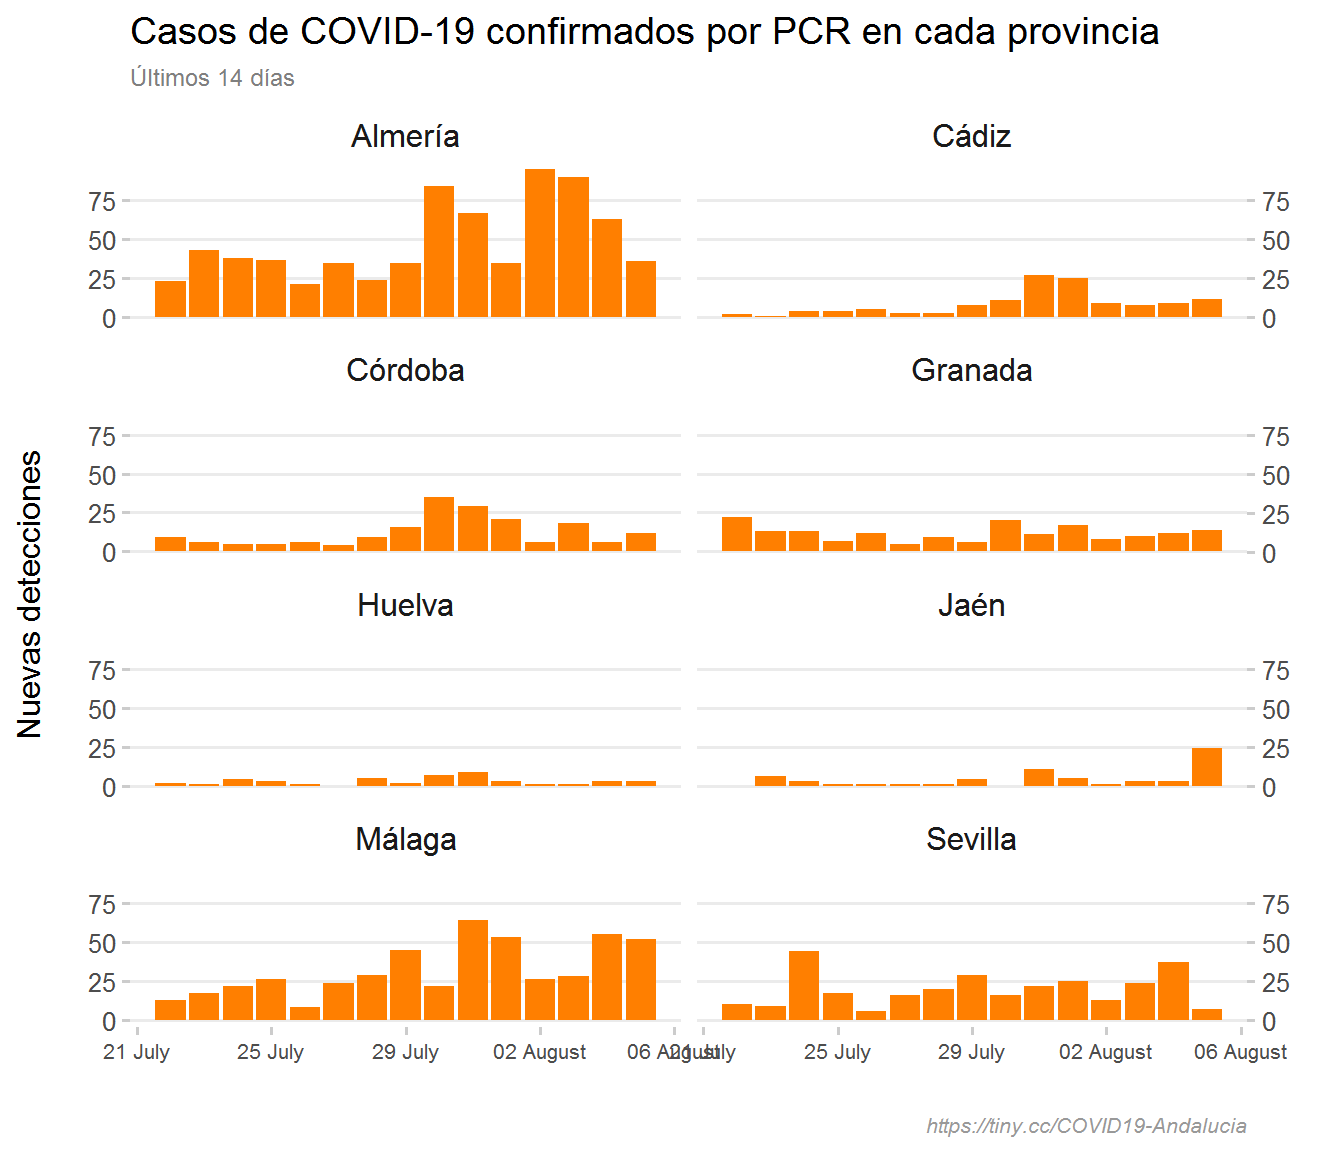 Casos de COVID-19 confirmados por PCR en cada provincia
Últimos 14 días
Almería
Cádiz
75
50
25
0
75
50
25
0
Córdoba
Granada
75
50
25
0
75
50
25
0
Nuevas detecciones
Huelva
Jaén
75
50
25
0
75
50
25
0
Málaga
Sevilla
75
50
25
0
75
50
25
0
21 July 25 July 29 July 02 August 06 August 21 July 25 July 29 July 02 August 06 August
https://tiny.cc/COVID19-Andalucia